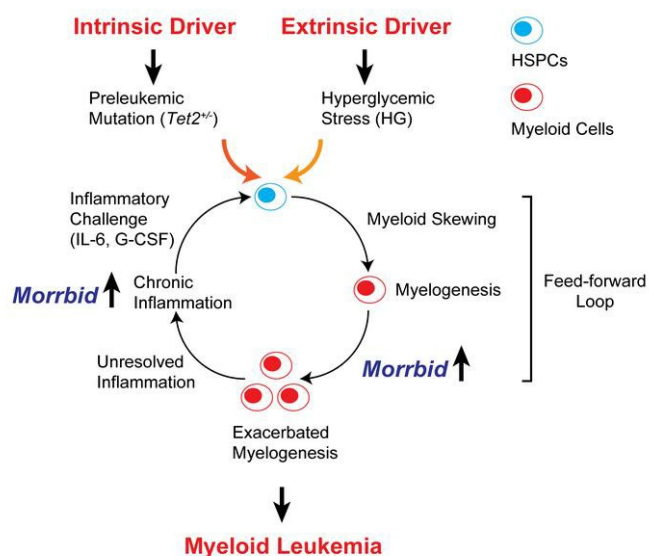 Intrinsic Driver
Extrinsic Driver
HSPCs
Myeloid Cells
Preleukemic
Mutation (Tet2+/-)
Hyperglycemic
Stress (HG)
Inflammatory
Challenge
(IL-6, G-CSF)
Myeloid Skewing
Morrbid
Chronic
Inflammation
Myelogenesis
Feed-forward
Loop
Unresolved
Inflammation
Morrbid
Exacerbated
Myelogenesis
Myeloid Leukemia